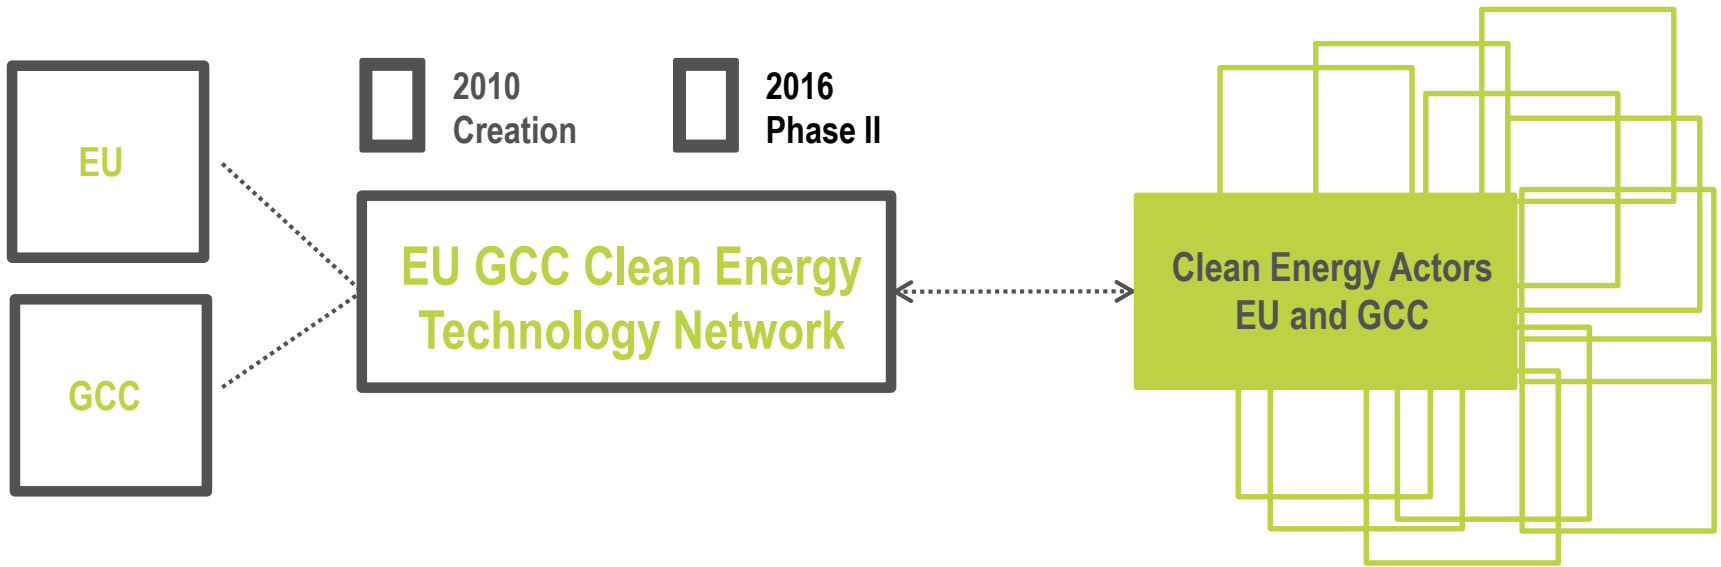 EU
GCC
2010
Creation
2016
Phase II
EU GCC Clean Energy
Technology Network
Clean Energy Actors
EU and GCC